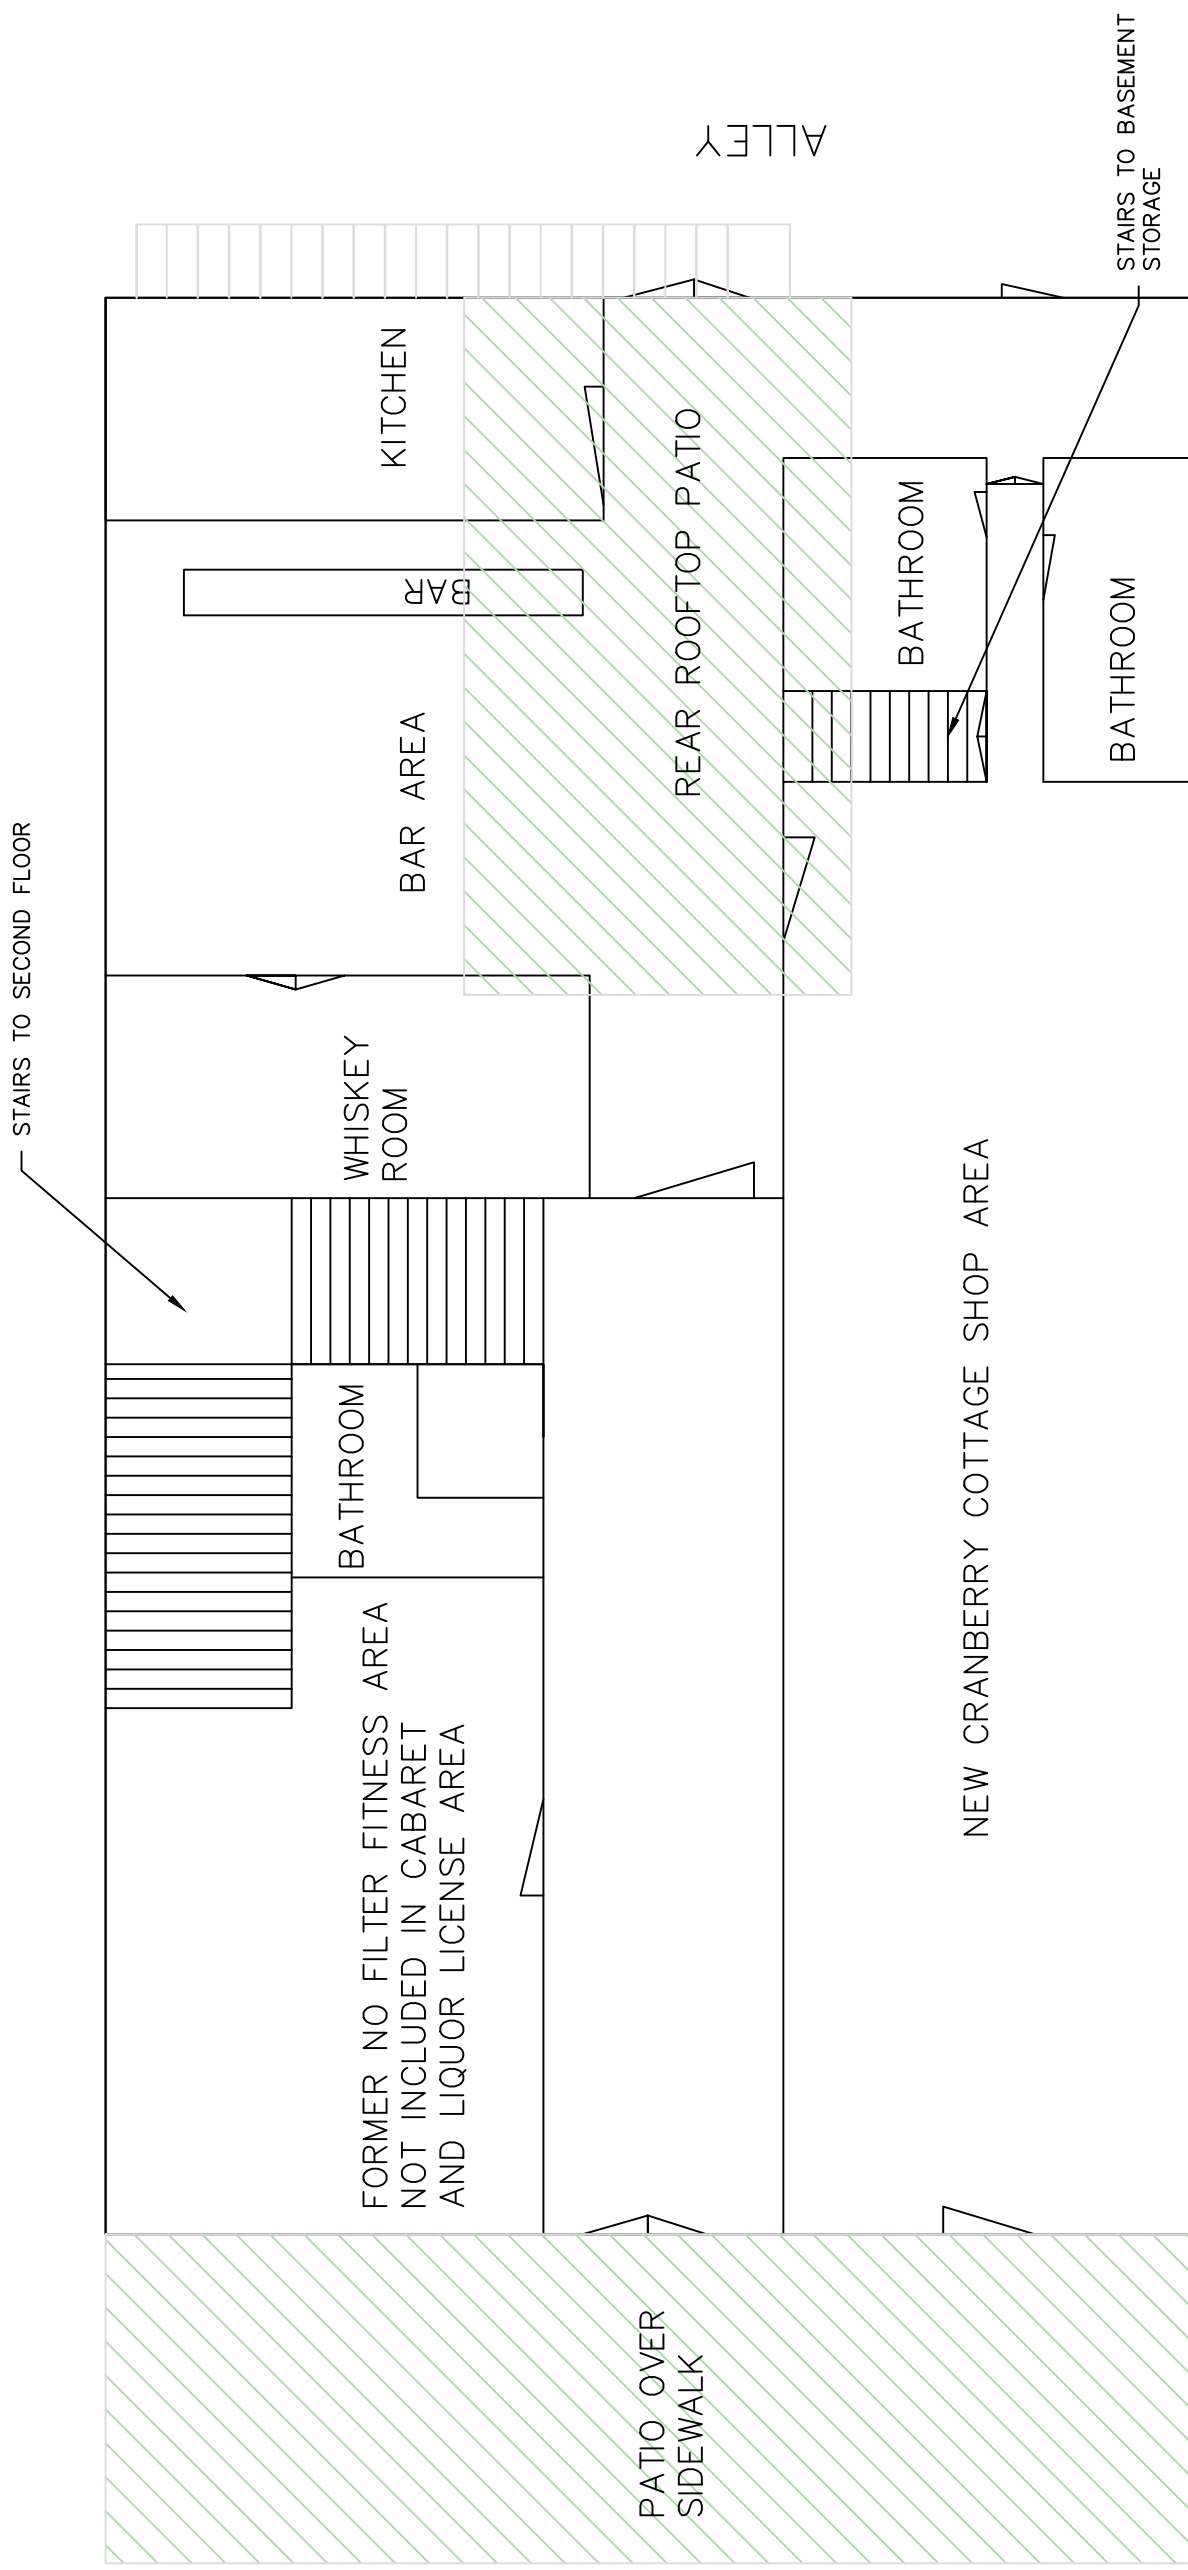 STAIRS TO SECOND FLOOR
FORMER NO FILTER FITNESS AREA
NOT INCLUDED IN CABARET
AND LIQUOR LICENSE AREA
BATHROOM
WHISKEY
ROOM
BAR AREA
BAR
KITCHEN
PATIO OVER
SIDEWALK
REAR ROOFTOP PATIO
ALLEY
BATHROOM
NEW CRANBERRY COTTAGE SHOP AREA
BATHROOM
STAIRS TO BASEMENT
STORAGE